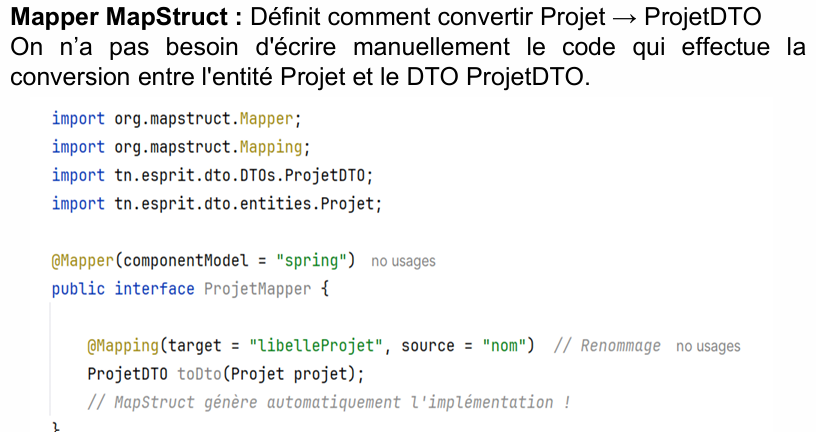 Mapper MapStruct : Définit comment convertir Projet → ProjetDTO
On n’a pas besoin d'écrire manuellement le code qui effectue la
conversion entre l'entité Projet et le DTO ProjetDTO.
import org.mapstruct.Mapper;
import org.mapstruct.Mapping;
import tn.esprit.dto.DTOs.ProjetDTO;
import tn.esprit.dto.entities.Projet;
@Mapper(componentModel = "spring") no usages
public interface ProjetMapper {
@Mapping(target = "libelleProjet", source = "nom") // Renommage no usages
ProjetDTO toDto(Projet projet);
// MapStruct génère automatiquement l'implémentation !
}